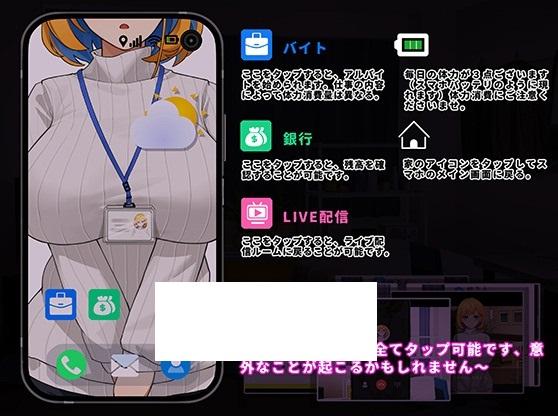 バイト
ここをタップすると、アルバイ
トを始められます。仕事の内容
によって体力消費量は異なる。
毎日の体力が3点ございます
(スマホバッテリのように現
れます)体力消費にご注意く
ださいませ。
銀行
ここをタップすると、残高を確
認することが可能です。
家のアイコンをタップしてス
マホのメイン画面に戻る。
LIVE配信
ここをタップすると、ライブ配
信ルームに戻ることが可能です。
全てタップ可能です、意
外なことが起こるかもしれません～